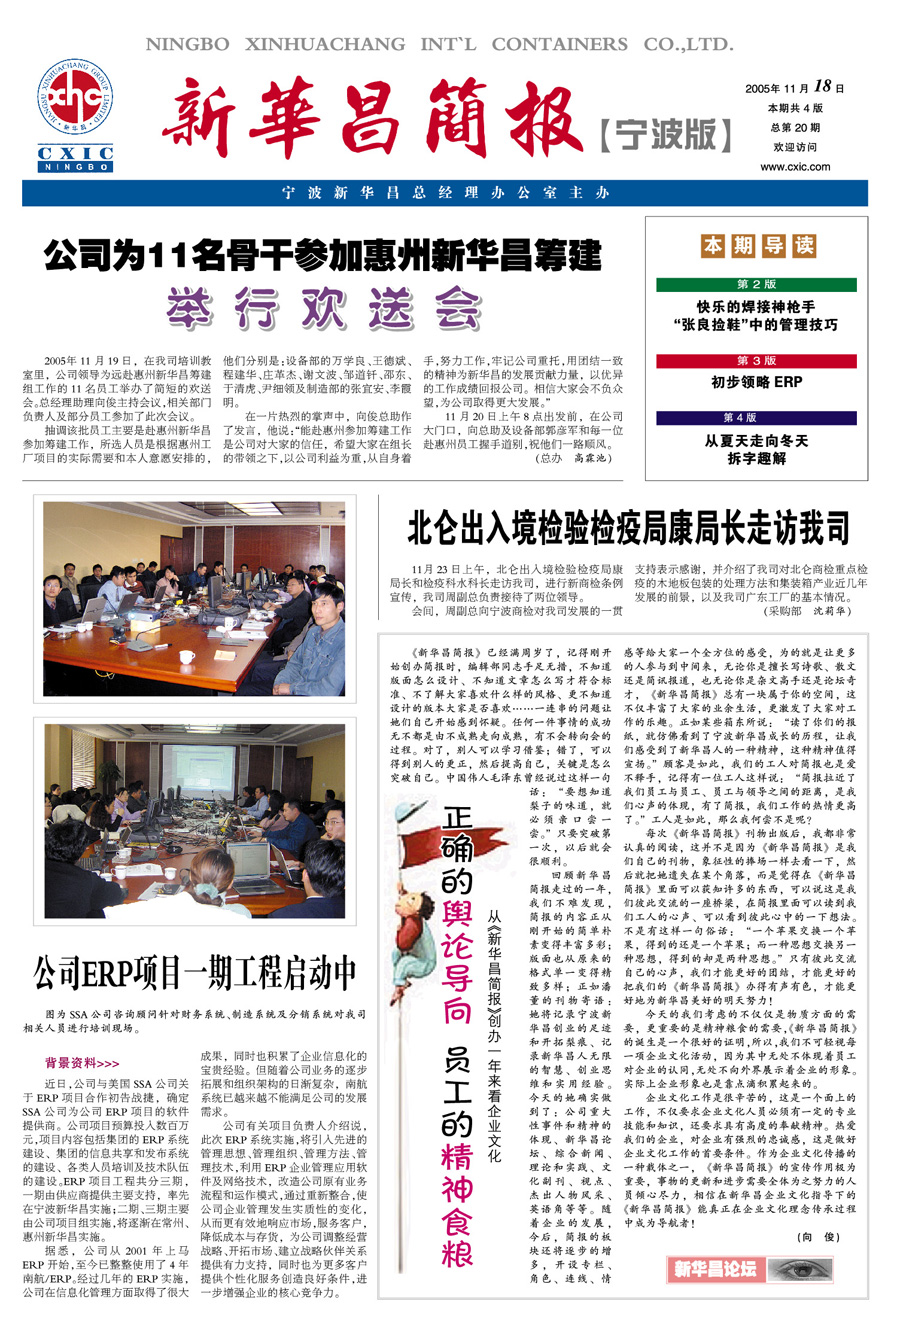 NINGBO XINHUACHANG INT`L CONTAINERS CO.,LTD.
CXIC
NINGBO
新華昌簡报【宁波版】
2005年 11 月 18 日
本期共 4 版
总第 20 期
欢迎访问
www.cxic.com
宁波新华昌总经理办公室主办
公司为11名骨干参加惠州新华昌筹建
举行欢送会
2005年 11 月 19 日，在我司培训教
室里，公司领导为远赴惠州新华昌筹建
组工作的 11 名员工举办了简短的欢送
会。总经理助理向俊主持会议,相关部门
负责人及部分员工参加了此次会议。
抽调该批员工主要是赴惠州新华昌
参加筹建工作，所选人员是根据惠州工
厂项目的实际需要和本人意愿安排的，
他们分别是:设备部的万学良、王德斌、
程建华、庄革杰、谢文波、邹道钎、邵东、
于清虎、尹细领及制造部的张宜安、李霞
明。
在一片热烈的掌声中，向俊总助作
了发言，他说:“能赴惠州参加筹建工作
是公司对大家的信任，希望大家在组长
的带领之下,以公司利益为重,从自身着
手,努力工作,牢记公司重托,用团结一致
的精神为新华昌的发展贡献力量，以优异
的工作成绩回报公司。相信大家会不负众
望,为公司取得更大发展。”
11 月 20 日上午 8 点出发前，在公司
大门口，向总助及设备部郭彦军和每一位
赴惠州员工握手道别,祝他们一路顺风。
(总办 高霖池)
本期导读
第 2 版
快乐的焊接神枪手
“张良捡鞋”中的管理技巧
第 3 版
初步领略 ERP
第 4 版
从夏天走向冬天
拆字趣解
北仑出入境检验检疫局康局长走访我司
11月 23 日上午，北仑出入境检验检疫局康
局长和检疫科水科长走访我司，进行新商检条例
宣传，我司周副总负责接待了两位领导。
会间，周副总向宁波商检对我司发展的一贯
支持表示感谢，并介绍了我司对北仑商检重点检
疫的木地板包装的处理方法和集装箱产业近几年
发展的前景，以及我司广东工厂的基本情况。
(采购部 沈莉华)
公司ERP项目一期工程启动中
图为 SSA 公司咨询顾问针对财务系统、制造系统及分销系统对我司
相关人员进行培训现场。
背景资料>>>
近日,公司与美国 SSA 公司关
于 ERP 项目合作初告战捷，确定
SSA 公司为公司 ERP 项目的软件
提供商。公司项目预算投入数百万
元,项目内容包括集团的 ERP 系统
建设、集团的信息共享和发布系统
的建设、各类人员培训及技术队伍
的建设。ERP 项目工程共分三期，
一期由供应商提供主要支持，率先
在宁波新华昌实施;二期、三期主要
由公司项目组实施,将逐渐在常州、
惠州新华昌实施。
据悉，公司从 2001 年上马
ERP 开始,至今已整整使用了 4 年
南航/ERP。经过几年的 ERP 实施,
公司在信息化管理方面取得了很大
成果，同时也积累了企业信息化的
宝贵经验。但随着公司业务的逐步
拓展和组织架构的日渐复杂，南航
系统已越来越不能满足公司的发展
需求。
公司有关项目负责人介绍说，
此次 ERP 系统实施,将引入先进的
管理思想、管理组织、管理方法、管
理技术,利用 ERP 企业管理应用软
件及网络技术，改造公司原有业务
流程和运作模式,通过重新整合,使
公司企业管理发生实质性的变化,
从而更有效地响应市场,服务客户,
降低成本与存货，为公司调整经营
战略、开拓市场、建立战略伙伴关系
提供有力支持，同时也为更多客户
提供个性化服务创造良好条件,进
一步增强企业的核心竞争力。
《新华昌简报》已经满周岁了，记得刚开
始创办简报时，编辑部同志手足无措，不知道
版面怎么设计、不知道文章怎么写才符合标
准、不了解大家喜欢什么样的风格、更不知道
设计的版本大家是否喜欢……一连串的问题让
她们自己开始感到怀疑。任何一件事情的成功
无不都是由不成熟走向成熟，有不会转向会的
过程。对了，别人可以学习借鉴；错了，可以
得到别人的更正，然后提高自己，关键是怎么
突破自己。中国伟人毛泽东曾经说过这样一句
话：“要想知道
梨子的味道，就
必须亲口尝一
尝。”只要突破第
一次，以后就会
很顺利。
回顾新华昌
简报走过的一年，
我们不难发现，
简报的内容正从
刚开始的简单朴
素变得丰富多彩；
版面也从原来的
格式单一变得精
致多样；正如潘
董的刊物寄语：
她将记录宁波新
华昌创业的足迹
和开拓梨痕、记
录新华昌人无限
的智慧、创业思
维和实用经验。
今天的她确实做
到了：公司重大
性事件和精神的
体现、新华昌论
坛、综合新闻、
理论和实践、文
化副刊、视点、
杰出人物风采、
英语角等等。随
着企业的发展，
今后，简报的板
块还将逐步的增
多，开设专栏、
角色、连线、情
正确的舆论导向 员工的精神食粮
从《新华昌简报》创办一年来看企业文化
感等给大家一个全方位的感受，为的就是让更多
的人参与到中间来，无论你是擅长写诗歌、散文
还是简讯报道，也无论你是杂文高手还是论坛奇
才，《新华昌简报》总有一块属于你的空间，这
不仅丰富了大家的业余生活，更激发了大家对工
作的乐趣。正如某些箱东所说：“读了你们的报
纸，就仿佛看到了宁波新华昌成长的历程，让我
们感受到了新华昌人的一种精神，这种精神值得
宣扬。”顾客是如此，我们的工人对简报也是爱
不释手，记得有一位工人这样说：“简报拉近了
我们员工与员工、员工与领导之间的距离，是我
们心声的体现，有了简报，我们工作的热情更高
了。”工人是如此，那么我何尝不是呢？
每次《新华昌简报》刊物出版后，我都非常
认真的阅读，这并不是因为《新华昌简报》是我
们自己的刊物，象征性的捧场一样去看一下，然
后就把她遗失在某个角落，而是觉得在《新华昌
简报》里面可以获知许多的东西，可以说这是我
们彼此交流的一座桥梁，在简报里面可以读到我
们工人的心声、可以看到彼此心中的一下想法。
不是有这样一句俗话：“一个苹果交换一个苹
果，得到的还是一个苹果；而一种思想交换另一
种思想，得到的却是两种思想。”只有彼此交流
自己的心声，我们才能更好的团结，才能更好的
把我们的《新华昌简报》办得有声有色，才能更
好地为新华昌美好的明天努力！
今天的我们考虑的不仅仅是物质方面的需
要，更重要的是精神粮食的需要,《新华昌简报》
的诞生是一个很好的证明,所以,我们不可轻视每
一项企业文化活动，因为其中无处不体现着员工
对企业的认同,无处不向外界展示着企业的形象。
实际上企业形象也是靠点滴积累起来的。
企业文化工作是很辛苦的，这是一个面上的
工作，不仅要求企业文化人员必须有一定的专业
技能和知识，还要求具有高度的奉献精神。热爱
我们的企业，对企业有强烈的忠诚感，这是做好
企业文化工作的首要条件。作为企业文化传播的
一种载体之一，《新华昌简报》的宣传作用极为
重要，事物的更新和进步需要全体为之努力的人
员倾心尽力，相信在新华昌企业文化指导下的
《新华昌简报》能真正在企业文化理念传承过程
中成为导航者！
(向 俊)
新华昌论坛